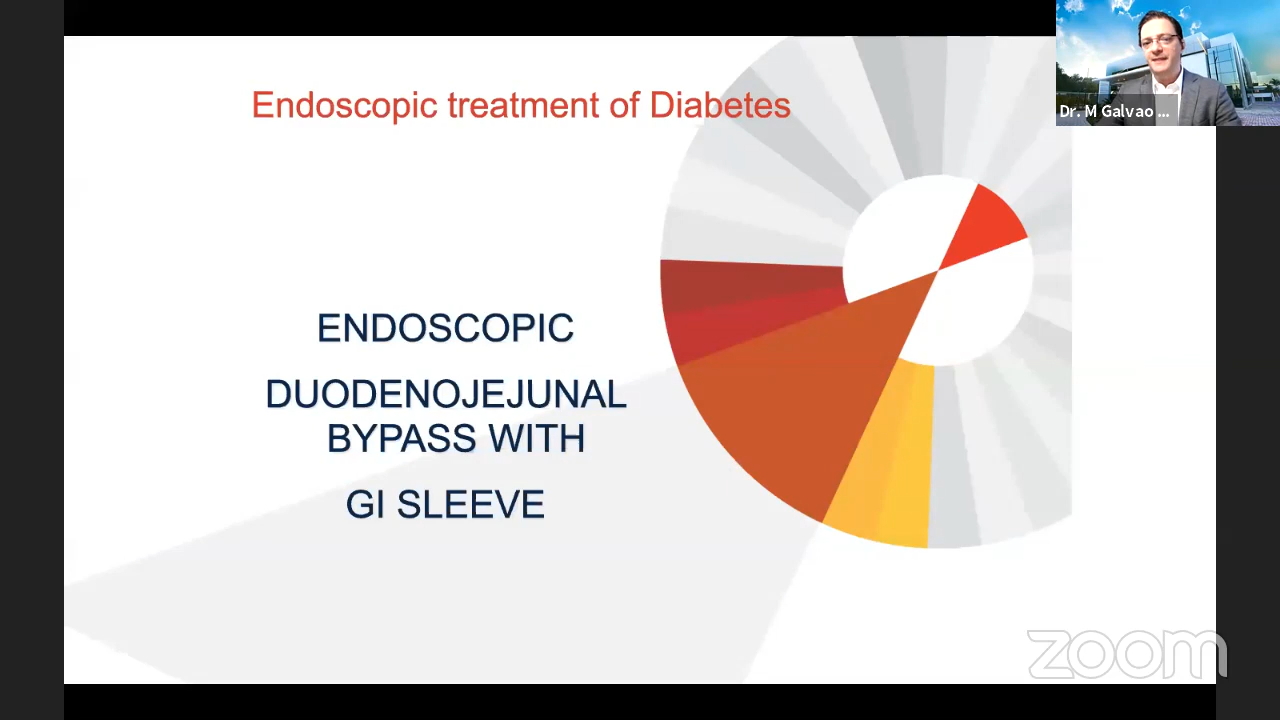 Endoscopic treatment of Diabetes
Dr. M Galvao ...
ENDOSCOPIC
DUODENOJEJUNAL
BYPASS WITH
GI SLEEVE
zoom